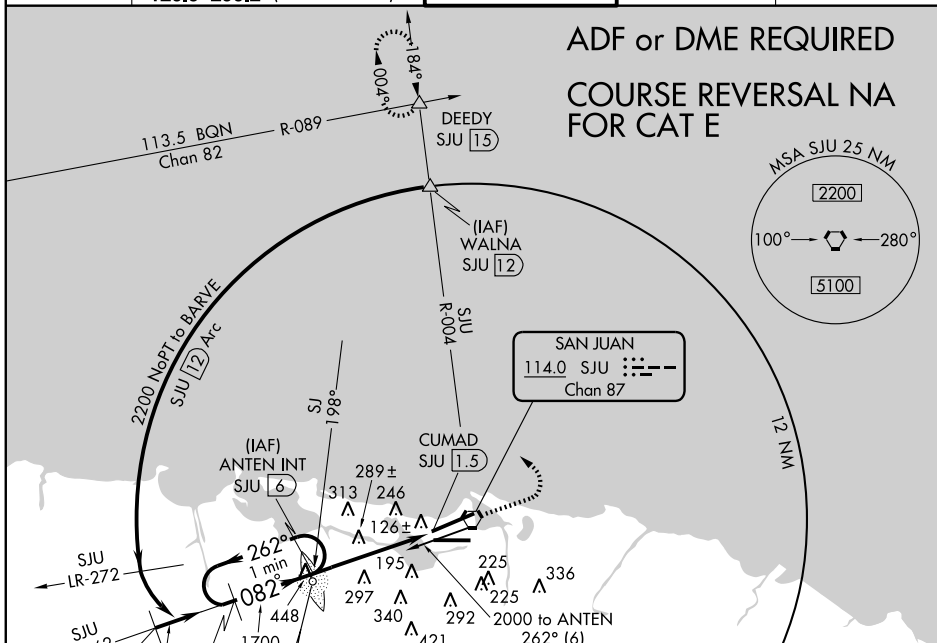 ADF or DME REQUIRED
COURSE REVERSAL NA
FOR CAT E
184°
004°
DEEDY
SJU 15
113.5 BQN R-089
Chan 82
MSA SJU 25 NM
2200
100° 280°
5100
(IAF)
WALNA
SJU 12
2200 NoPT to BARVE
SJU 12 Arc
SJU
R-004
SAN JUAN
114.0 SJU
Chan 87
SJ
198°
12 NM
(IAF)
ANTEN INT
SJU 6
CUMAD
SJU 1.5
289±
313 246
126±
262°
1 min
082°
SJU
LR-272
195 225
297 225 336
340 292
448
2000 to ANTEN
262° (6)
1700
421
SJU